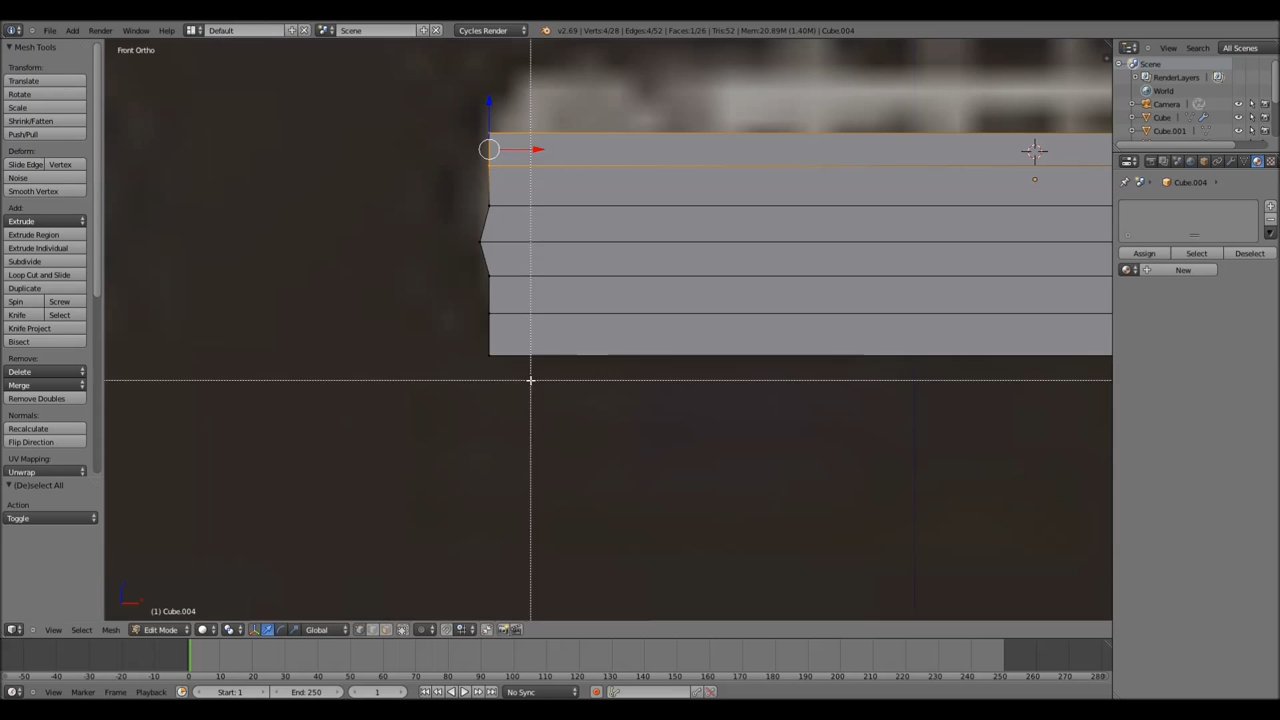 File Add Render Window Help Default Scene Cycles Render v2.69 | Verts:4/28 | Edges:4/52 | Faces:1/26 | Tris:52 | Mem:20.89M (1.40M) | Cube.004
Mesh Tools
Front Ortho
View Search All Scenes
Transform:
Translate
Rotate
Scale
Shrink/Fatten
Push/Pull
Deform:
Slide Edge Vertex
Noise
Smooth Vertex
Add:
Extrude
Extrude Region
Extrude Individual
Subdivide
Loop Cut and Slide
Duplicate
Spin Screw
Knife Select
Knife Project
Bisect
Remove:
Delete
Merge
Remove Doubles
Normals:
Recalculate
Flip Direction
UV Mapping:
Unwrap
(De)select All
Action
Toggle
Scene
RenderLayers
World
Camera
Cube
Cube.001
Cube.004
Assign Select Deselect
New
(1) Cube.004
View Select Mesh Edit Mode Global
-50 -40 -30 -20 -10 0 10 20 30 40 50 60 70 80 90 100 110 120 130 140 150 160 170 180 190 200 210 220 230 240 250 260 270 280
View Marker Frame Playback Start: 1 End: 250 1 No Sync